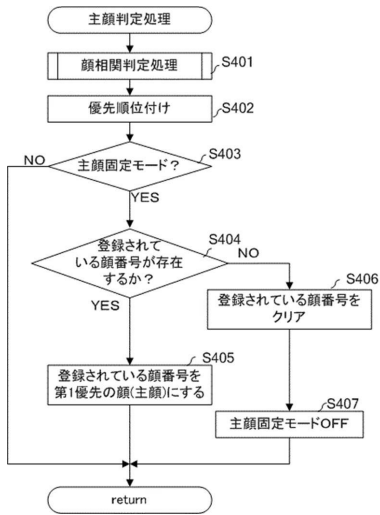 主顔判定処理
顔相関判定処理
S401
優先順位付け
S402
主顔固定モード?
S403
NO
YES
登録されて
いる顔番号が存在
するか?
S404
NO
YES
登録されている顔番号を
クリア
S406
登録されている顔番号を
第1優先の顔(主顔)にする
S405
主顔固定モードOFF
S407
return